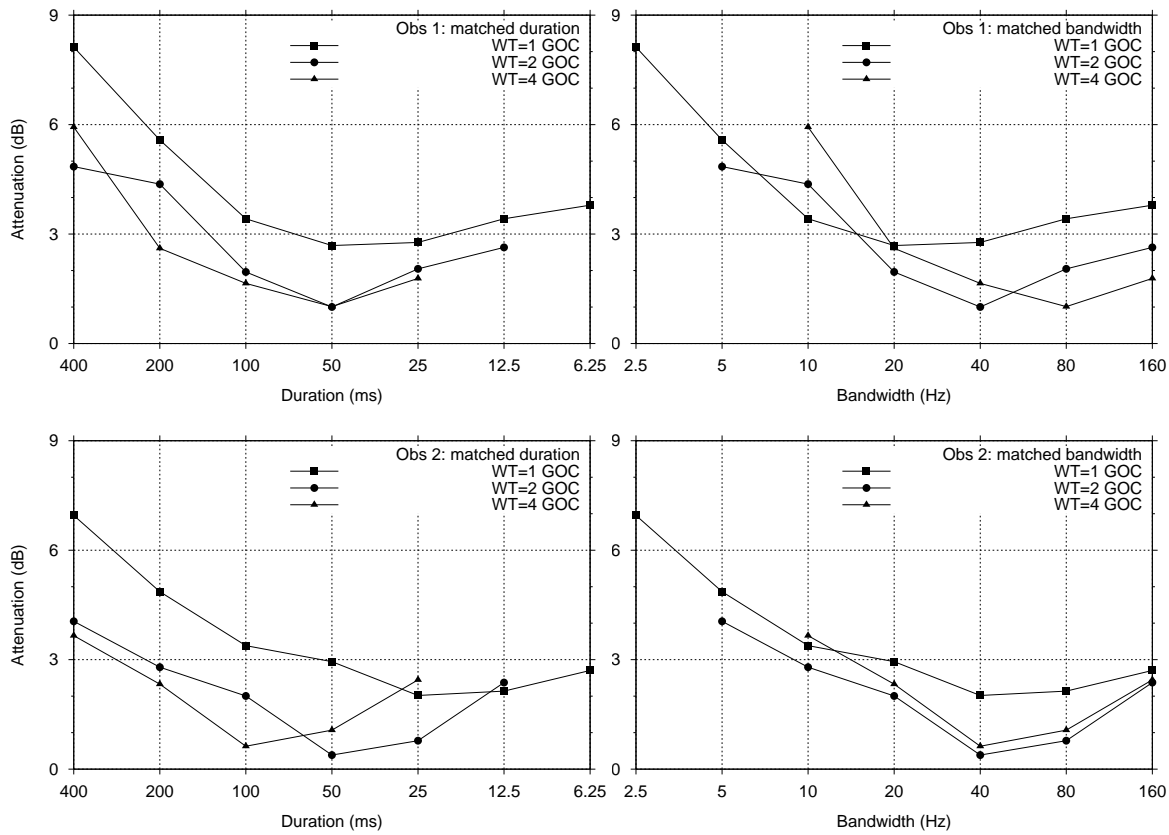 Obs 1: matched duration
WT=1 GOC
WT=2 GOC
WT=4 GOC
9
6
3
0
Attenuation (dB)
400 200 100 50 25 12.5 6.25
Duration (ms)
Obs 1: matched bandwidth
WT=1 GOC
WT=2 GOC
WT=4 GOC
9
6
3
0
2.5 5 10 20 40 80 160
Bandwidth (Hz)
Obs 2: matched duration
WT=1 GOC
WT=2 GOC
WT=4 GOC
9
6
3
0
Attenuation (dB)
400 200 100 50 25 12.5 6.25
Duration (ms)
Obs 2: matched bandwidth
WT=1 GOC
WT=2 GOC
WT=4 GOC
9
6
3
0
2.5 5 10 20 40 80 160
Bandwidth (Hz)